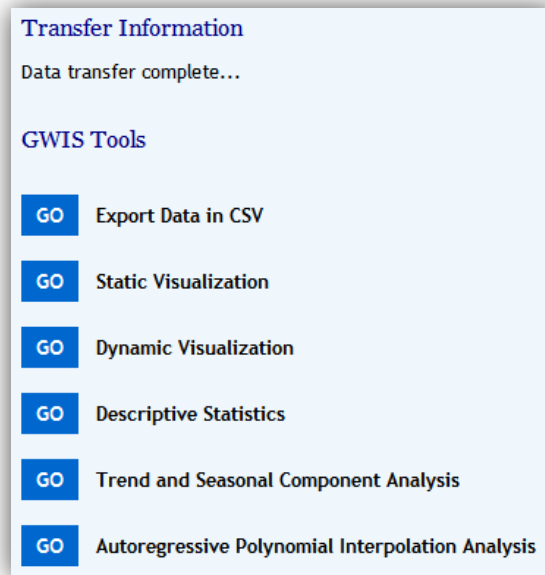 Transfer Information
Data transfer complete...
GWIS Tools
GO Export Data in CSV
GO Static Visualization
GO Dynamic Visualization
GO Descriptive Statistics
GO Trend and Seasonal Component Analysis
GO Autoregressive Polynomial Interpolation Analysis